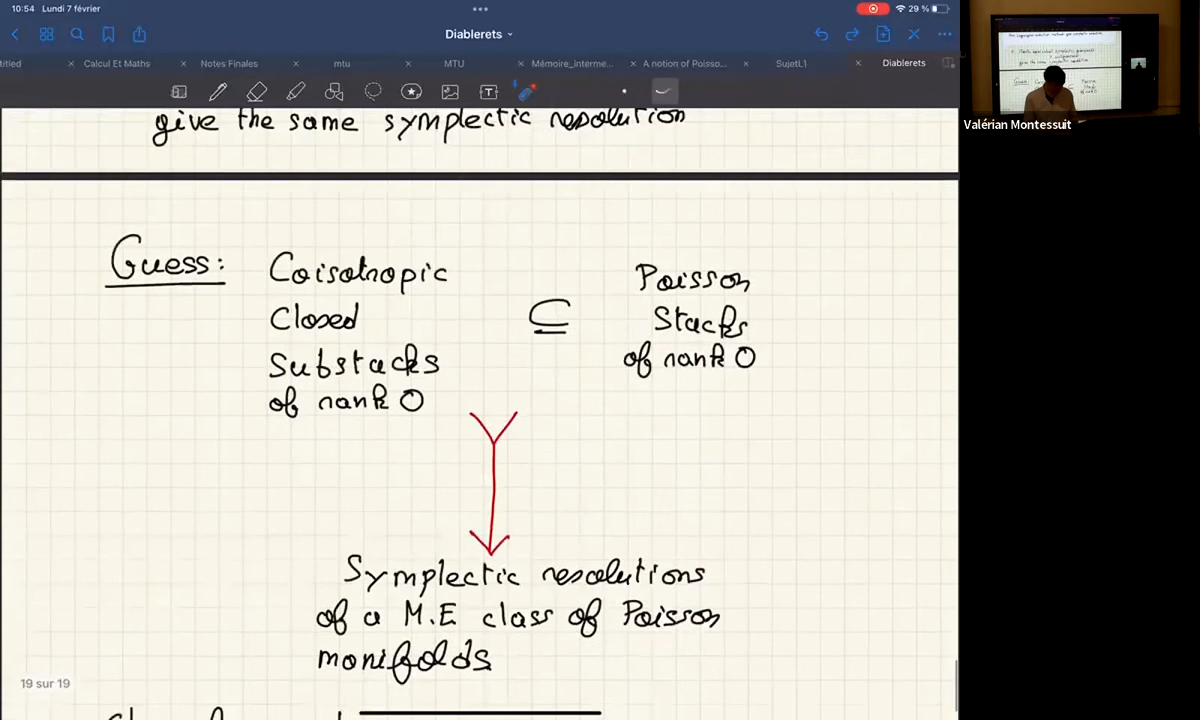 10:54 Lundi 7 février
29 %
Diablerets
Calcul Et Maths
Notes Finales
mtu
MTU
Mémoire_interme...
A notion of Poisso...
SujetL1
Diablerets
Valérian Montessuit
give the same symplectic resolution
Guess:
Coisotropic
Closed
Substacks
of rank 0
⊆
Poisson
Stacks
of rank 0
Symplectic resolutions
of a M.E class of Poisson
manifolds
19 sur 19